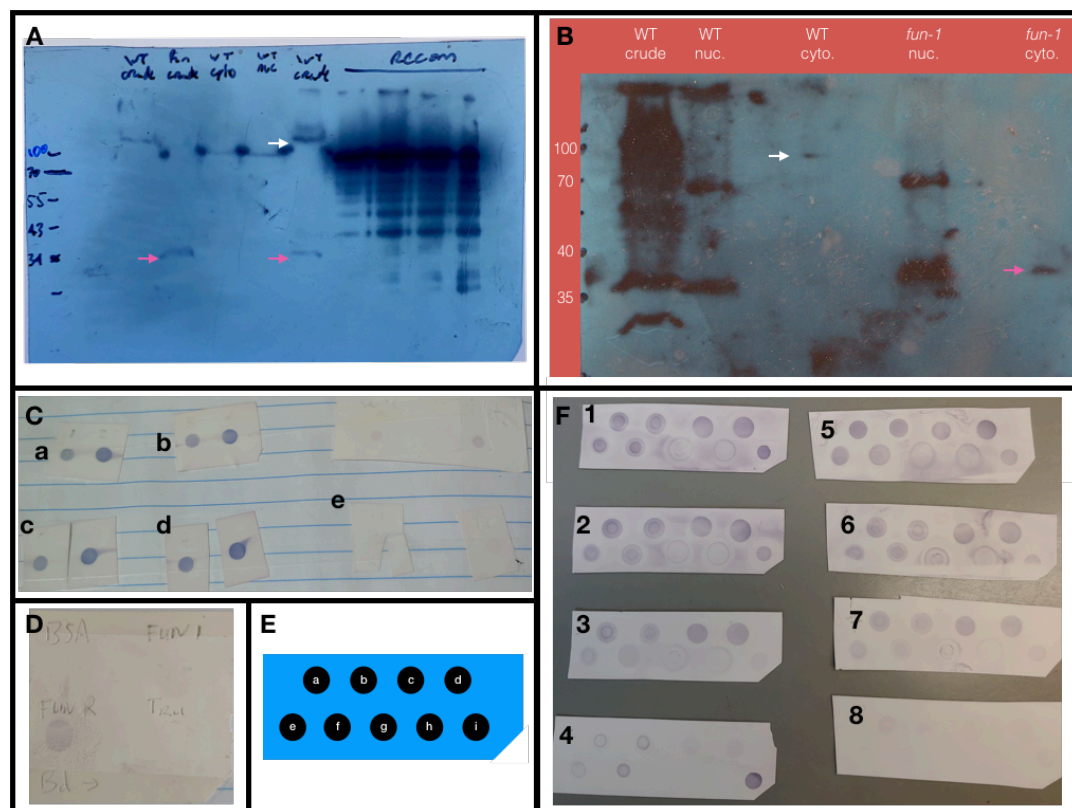 A
WT crude
Fun crude
WT cyto
WT nuc
WT crude
Recom
100
70
55
43
34
B
WT crude
WT nuc.
WT cyto.
fun-1 nuc.
fun-1 cyto.
100
70
40
35
C
a
b
c
d
e
D
BSA
FUN 1
FUN R
Bd →
E
a b c d
e f g h i
F
1
2
3
4
5
6
7
8